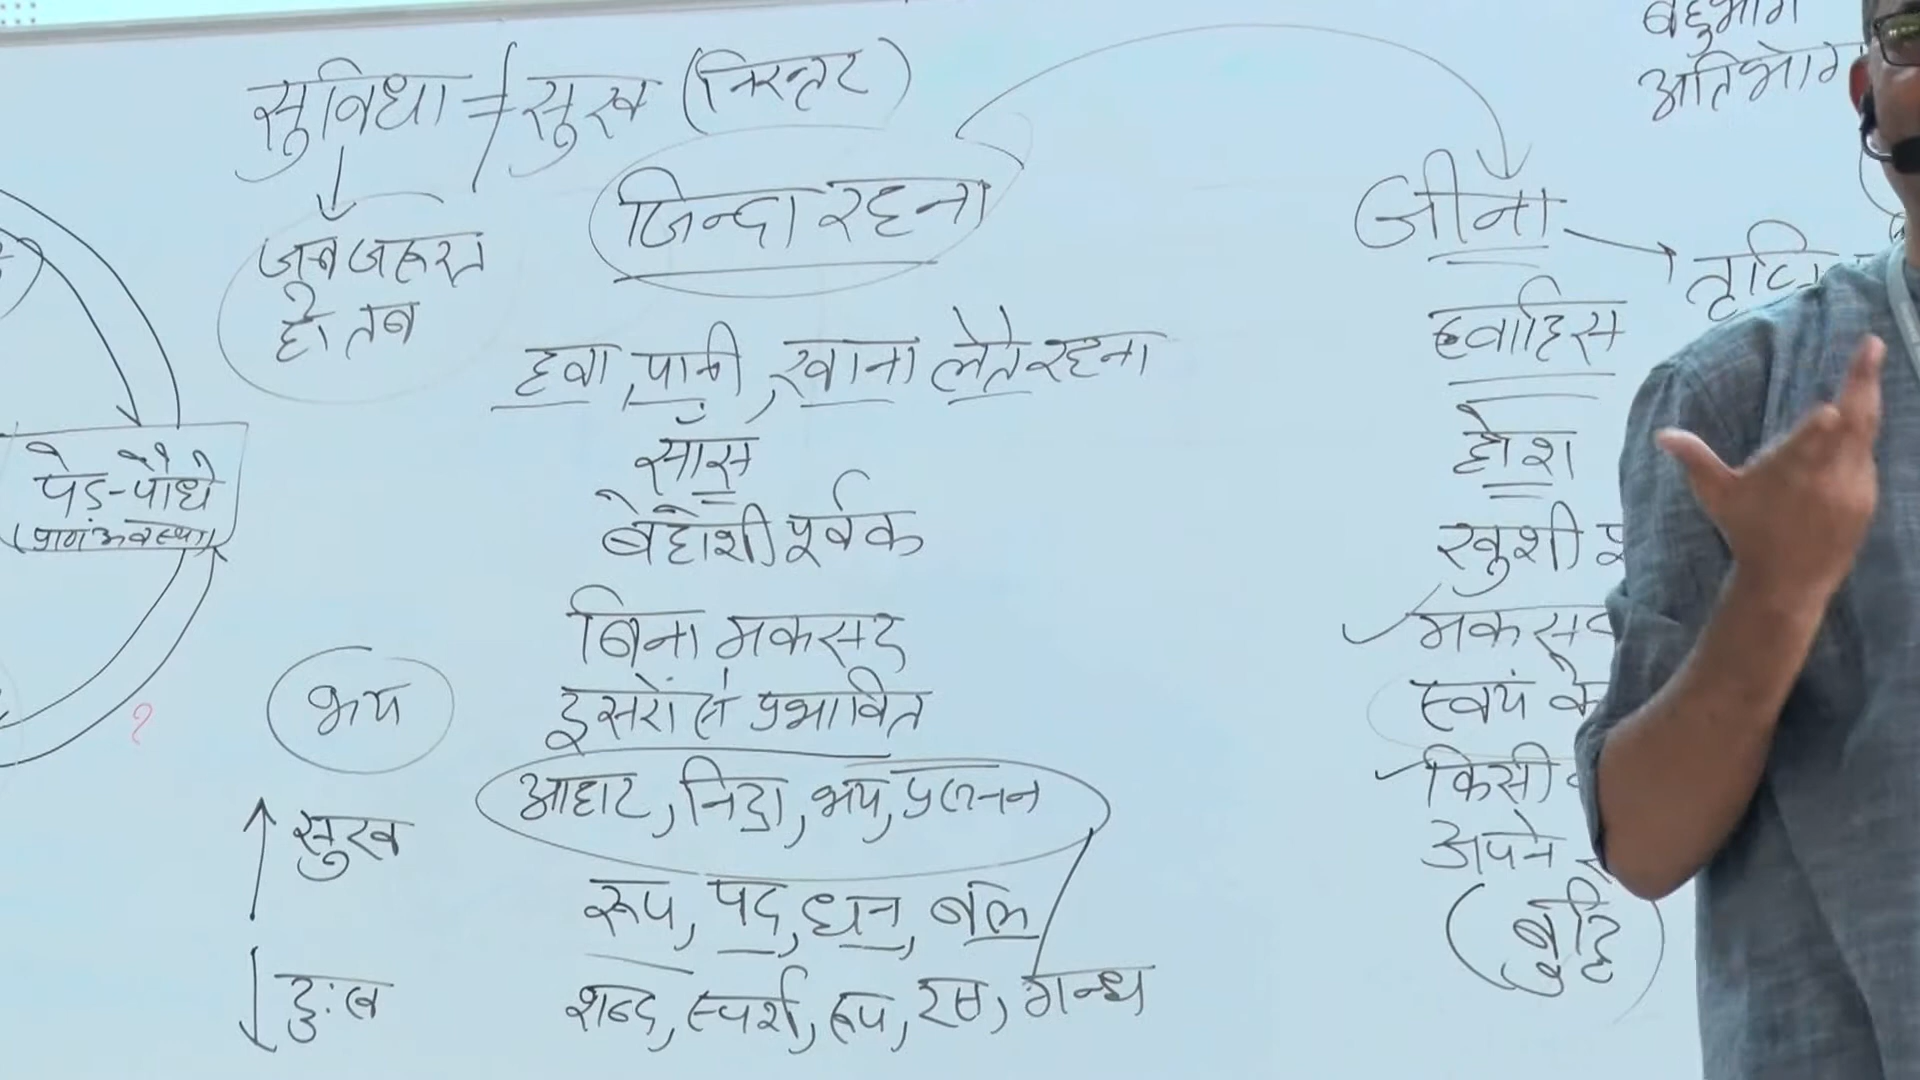 सुविधा ≠ सुख (निरन्तर)
↓
जब जरूरत
हो तब
जिन्दा रहना
हवा, पानी, खाना लेते रहना
साँस
बेहोशी पूर्वक
बिना मकसद
दुसरों से प्रभावित
आहार, निद्रा, भय, प्रजनन
रूप, पद, धन, बल
शब्द, स्पर्श, रूप, रस, गन्ध
पेड़-पौधे
(प्राण अवस्था)
भय
↑ सुख
↓ दुःख
बहुभोग
अतिभोग
जीना →
ख्वाहिस
होश
खुशी
✓ मकसद
स्वयं के
✓ किसी
अपने
(बुद्धि)